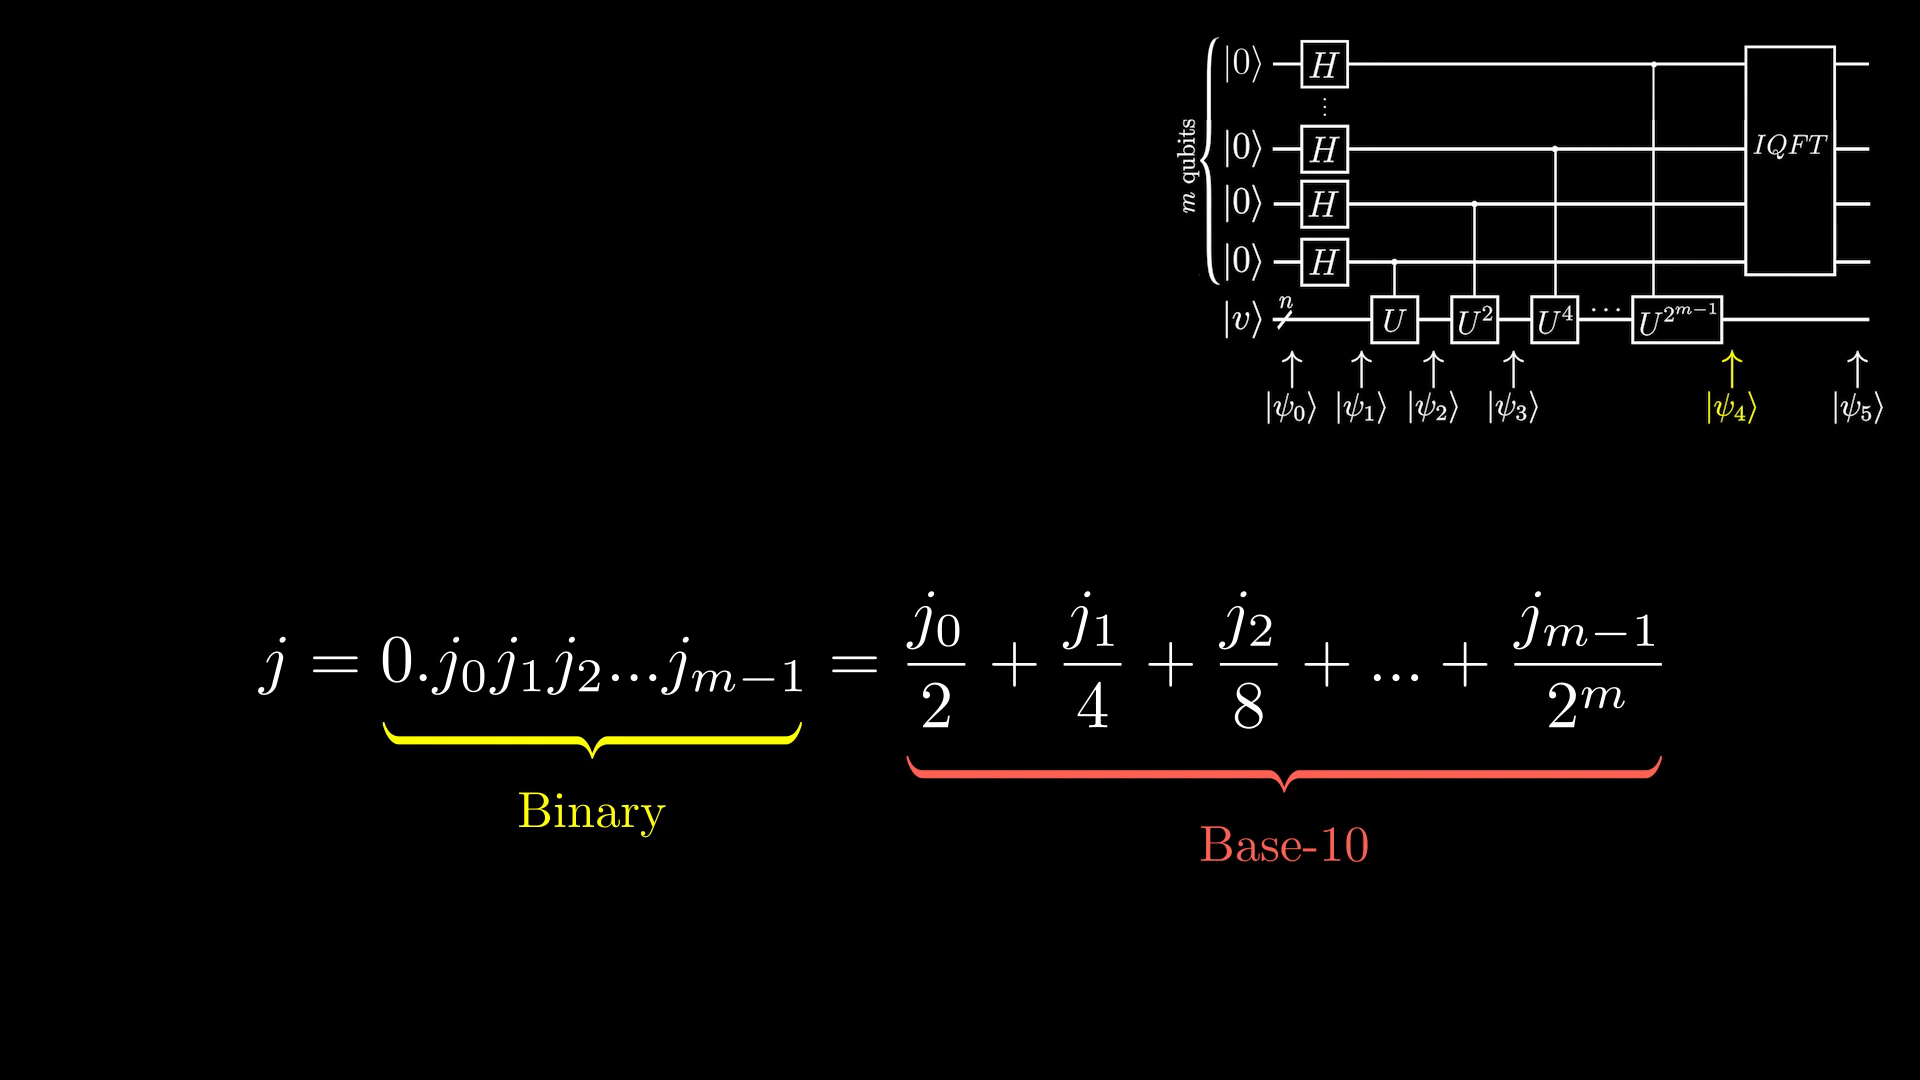 |0⟩ H
⋮
|0⟩ H
IQFT
|0⟩ H
|0⟩ H
m qubits
|v⟩ n U U² U⁴ ⋯ U^{2^{m−1}}
|ψ₀⟩ |ψ₁⟩ |ψ₂⟩ |ψ₃⟩ |ψ₄⟩ |ψ₅⟩
j = 0.j₀j₁j₂...j_{m−1} = j₀/2 + j₁/4 + j₂/8 + ... + j_{m−1}/2^m
Binary
Base-10